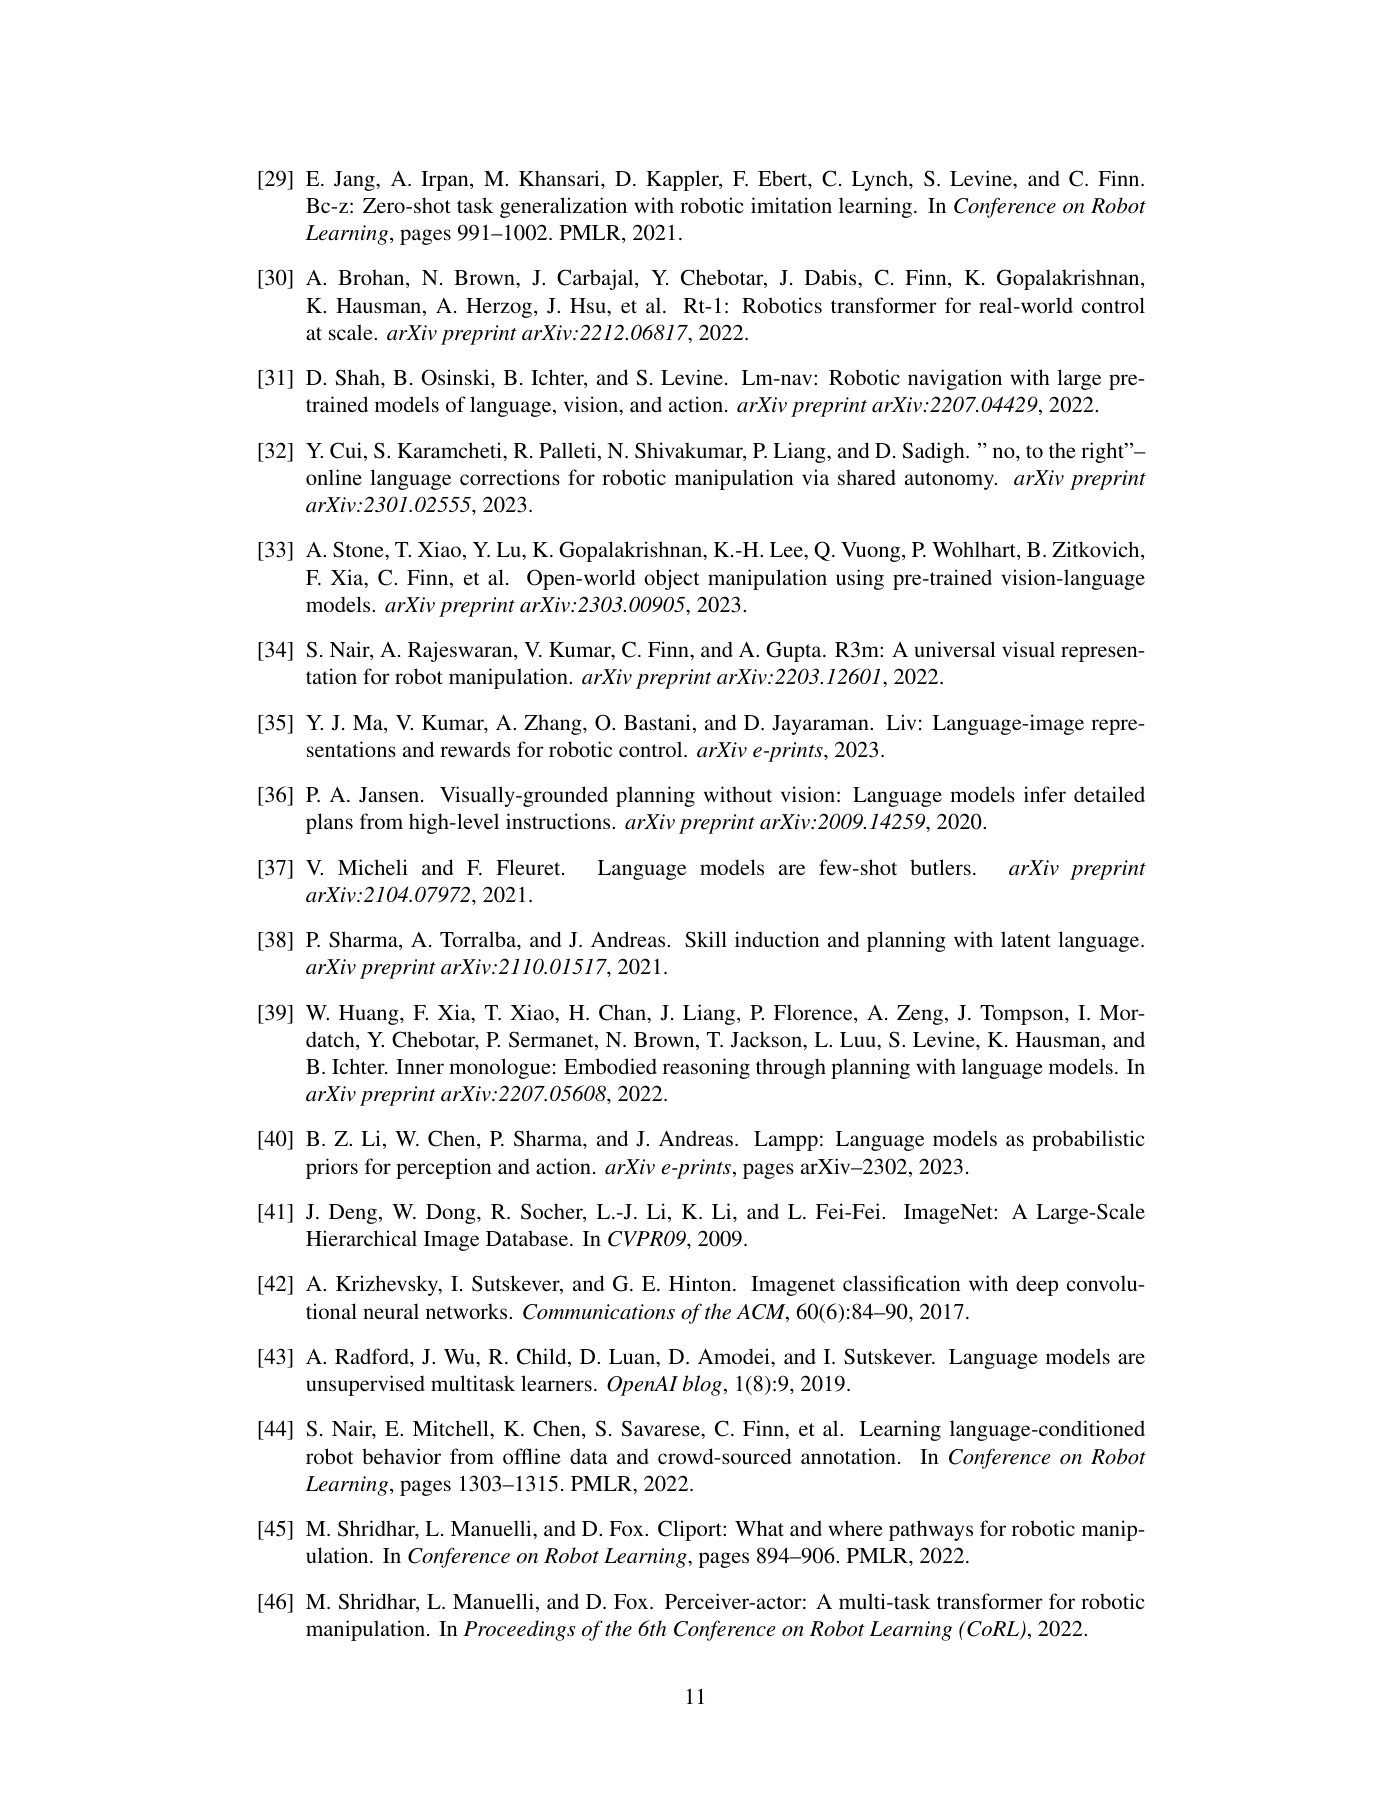 [29] E. Jang, A. Irpan, M. Khansari, D. Kappler, F. Ebert, C. Lynch, S. Levine, and C. Finn.
Bc-z: Zero-shot task generalization with robotic imitation learning. In Conference on Robot
Learning, pages 991–1002. PMLR, 2021.
[30] A. Brohan, N. Brown, J. Carbajal, Y. Chebotar, J. Dabis, C. Finn, K. Gopalakrishnan,
K. Hausman, A. Herzog, J. Hsu, et al. Rt-1: Robotics transformer for real-world control
at scale. arXiv preprint arXiv:2212.06817, 2022.
[31] D. Shah, B. Osinski, B. Ichter, and S. Levine. Lm-nav: Robotic navigation with large pre-
trained models of language, vision, and action. arXiv preprint arXiv:2207.04429, 2022.
[32] Y. Cui, S. Karamcheti, R. Palleti, N. Shivakumar, P. Liang, and D. Sadigh. ” no, to the right”–
online language corrections for robotic manipulation via shared autonomy. arXiv preprint
arXiv:2301.02555, 2023.
[33] A. Stone, T. Xiao, Y. Lu, K. Gopalakrishnan, K.-H. Lee, Q. Vuong, P. Wohlhart, B. Zitkovich,
F. Xia, C. Finn, et al. Open-world object manipulation using pre-trained vision-language
models. arXiv preprint arXiv:2303.00905, 2023.
[34] S. Nair, A. Rajeswaran, V. Kumar, C. Finn, and A. Gupta. R3m: A universal visual represen-
tation for robot manipulation. arXiv preprint arXiv:2203.12601, 2022.
[35] Y. J. Ma, V. Kumar, A. Zhang, O. Bastani, and D. Jayaraman. Liv: Language-image repre-
sentations and rewards for robotic control. arXiv e-prints, 2023.
[36] P. A. Jansen. Visually-grounded planning without vision: Language models infer detailed
plans from high-level instructions. arXiv preprint arXiv:2009.14259, 2020.
[37] V. Micheli and F. Fleuret. Language models are few-shot butlers. arXiv preprint
arXiv:2104.07972, 2021.
[38] P. Sharma, A. Torralba, and J. Andreas. Skill induction and planning with latent language.
arXiv preprint arXiv:2110.01517, 2021.
[39] W. Huang, F. Xia, T. Xiao, H. Chan, J. Liang, P. Florence, A. Zeng, J. Tompson, I. Mor-
datch, Y. Chebotar, P. Sermanet, N. Brown, T. Jackson, L. Luu, S. Levine, K. Hausman, and
B. Ichter. Inner monologue: Embodied reasoning through planning with language models. In
arXiv preprint arXiv:2207.05608, 2022.
[40] B. Z. Li, W. Chen, P. Sharma, and J. Andreas. Lampp: Language models as probabilistic
priors for perception and action. arXiv e-prints, pages arXiv–2302, 2023.
[41] J. Deng, W. Dong, R. Socher, L.-J. Li, K. Li, and L. Fei-Fei. ImageNet: A Large-Scale
Hierarchical Image Database. In CVPR09, 2009.
[42] A. Krizhevsky, I. Sutskever, and G. E. Hinton. Imagenet classification with deep convolu-
tional neural networks. Communications of the ACM, 60(6):84–90, 2017.
[43] A. Radford, J. Wu, R. Child, D. Luan, D. Amodei, and I. Sutskever. Language models are
unsupervised multitask learners. OpenAI blog, 1(8):9, 2019.
[44] S. Nair, E. Mitchell, K. Chen, S. Savarese, C. Finn, et al. Learning language-conditioned
robot behavior from offline data and crowd-sourced annotation. In Conference on Robot
Learning, pages 1303–1315. PMLR, 2022.
[45] M. Shridhar, L. Manuelli, and D. Fox. Cliport: What and where pathways for robotic manip-
ulation. In Conference on Robot Learning, pages 894–906. PMLR, 2022.
[46] M. Shridhar, L. Manuelli, and D. Fox. Perceiver-actor: A multi-task transformer for robotic
manipulation. In Proceedings of the 6th Conference on Robot Learning (CoRL), 2022.
11